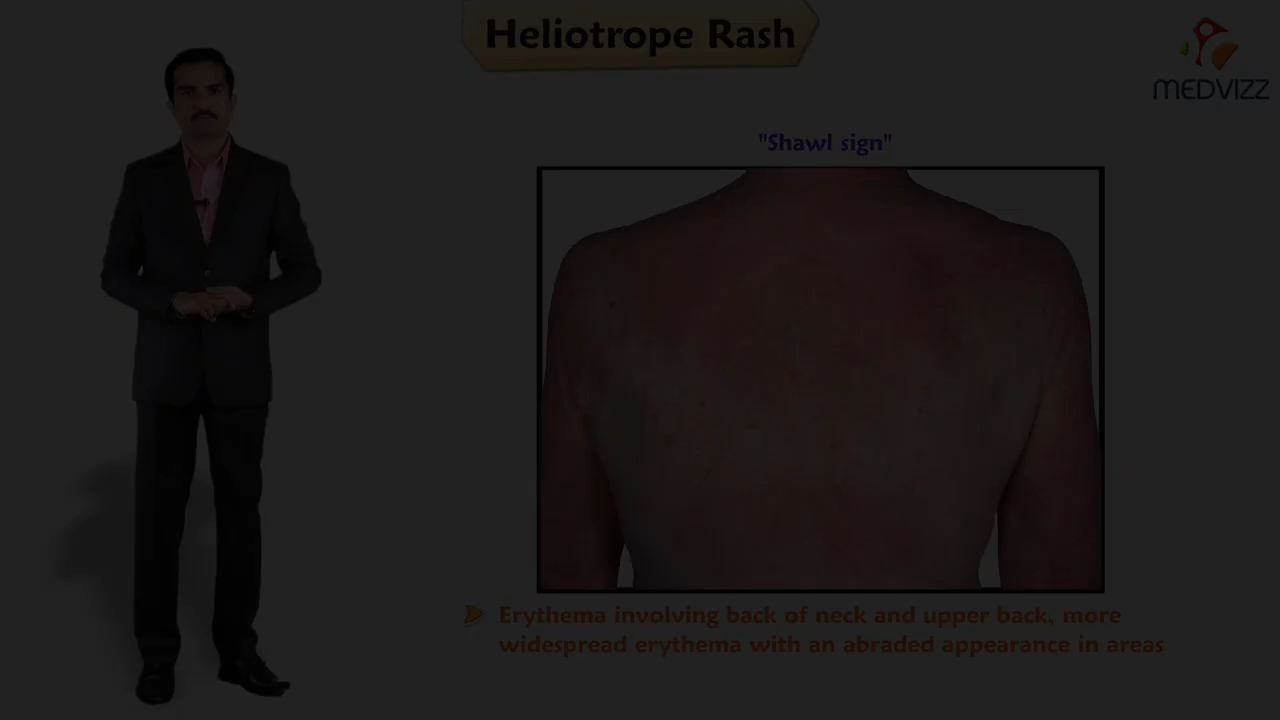 Heliotrope Rash
MEDVIZZ
"Shawl sign"
Erythema involving back of neck and upper back, more
widespread erythema with an abraded appearance in areas